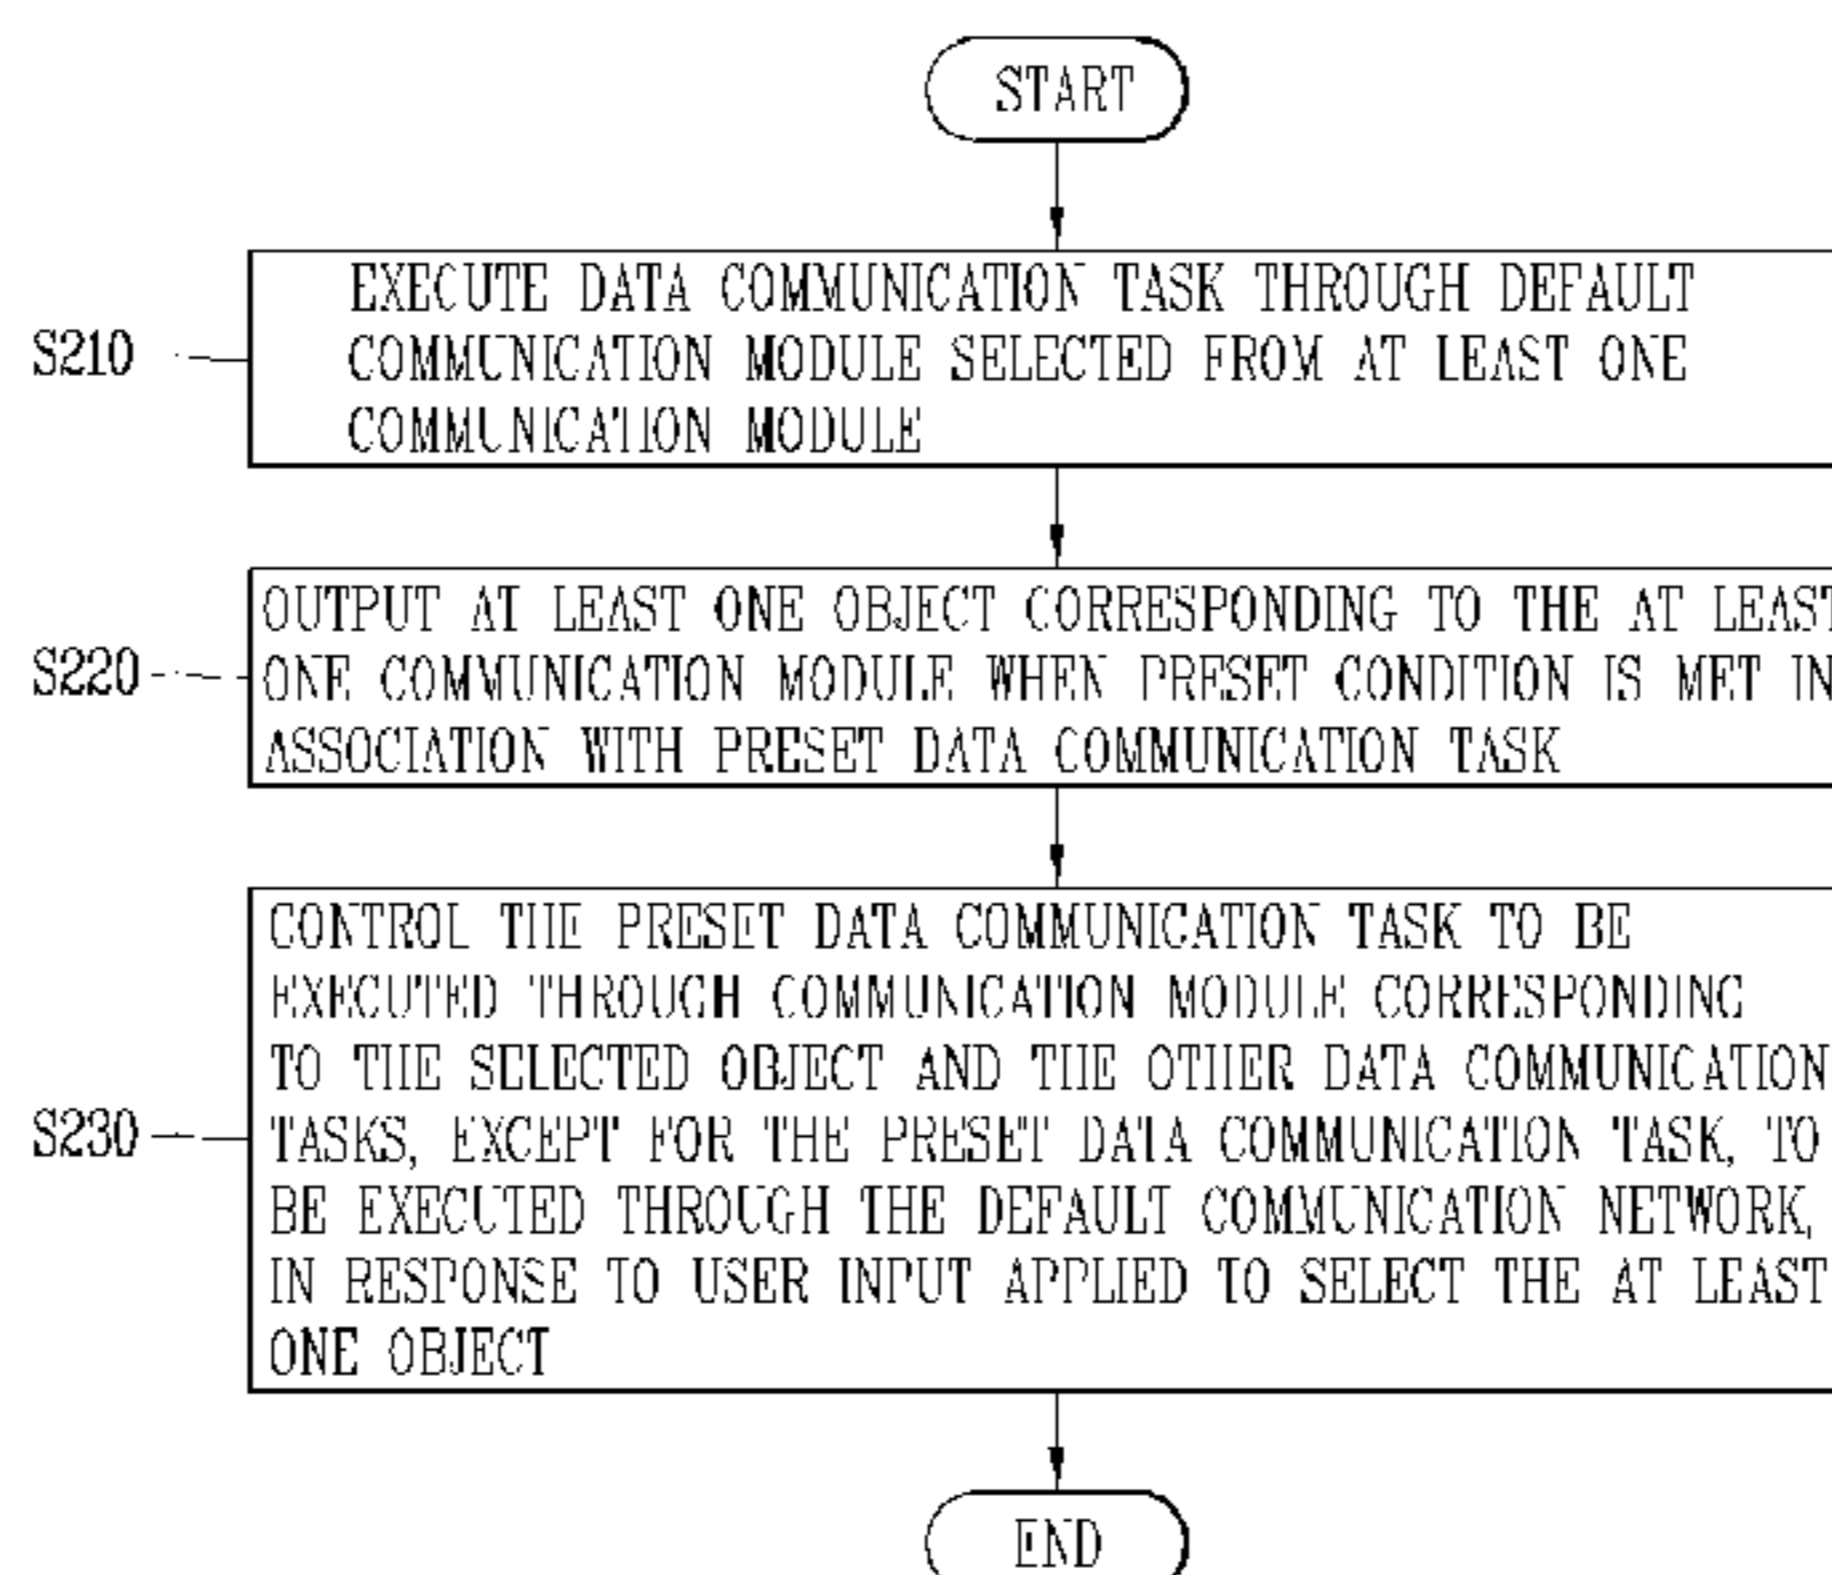 START
S210
EXECUTE DATA COMMUNICATION TASK THROUGH DEFAULT
COMMUNICATION MODULE SELECTED FROM AT LEAST ONE
COMMUNICATION MODULE
S220
OUTPUT AT LEAST ONE OBJECT CORRESPONDING TO THE AT LEAST
ONE COMMUNICATION MODULE WHEN PRESET CONDITION IS MET IN
ASSOCIATION WITH PRESET DATA COMMUNICATION TASK
S230
CONTROL THE PRESET DATA COMMUNICATION TASK TO BE
EXECUTED THROUGH COMMUNICATION MODULE CORRESPONDING
TO THE SELECTED OBJECT AND THE OTHER DATA COMMUNICATION
TASKS, EXCEPT FOR THE PRESET DATA COMMUNICATION TASK, TO
BE EXECUTED THROUGH THE DEFAULT COMMUNICATION NETWORK,
IN RESPONSE TO USER INPUT APPLIED TO SELECT THE AT LEAST
ONE OBJECT
END